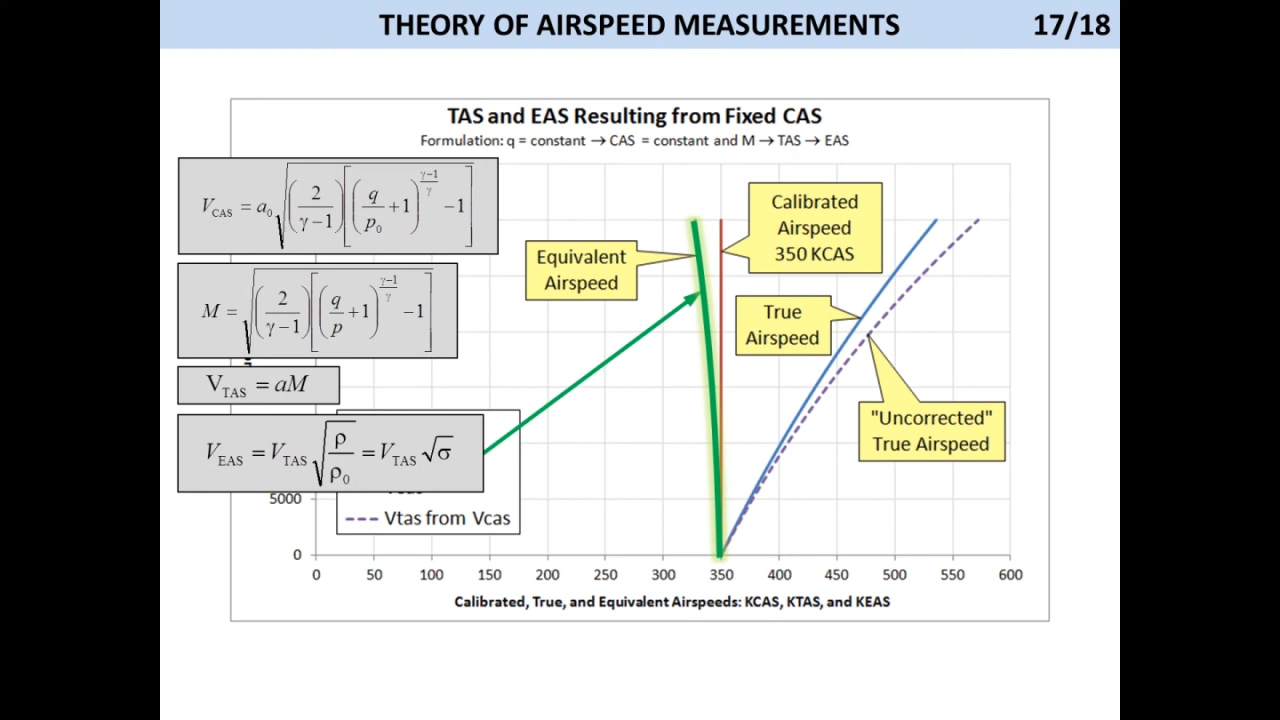 THEORY OF AIRSPEED MEASUREMENTS 17/18
TAS and EAS Resulting from Fixed CAS
Formulation: q = constant → CAS = constant and M → TAS → EAS
V_CAS = a₀ √((2/(γ−1))[(q/p₀ +1)^((γ−1)/γ) −1])
M = √((2/(γ−1))[(q/p +1)^((γ−1)/γ) −1])
V_TAS = aM
V_EAS = V_TAS √(ρ/ρ₀) = V_TAS √σ
Equivalent
Airspeed
Calibrated
Airspeed
350 KCAS
True
Airspeed
"Uncorrected"
True Airspeed
5000
Vtas from Vcas
0
0 50 100 150 200 250 300 350 400 450 500 550 600
Calibrated, True, and Equivalent Airspeeds: KCAS, KTAS, and KEAS